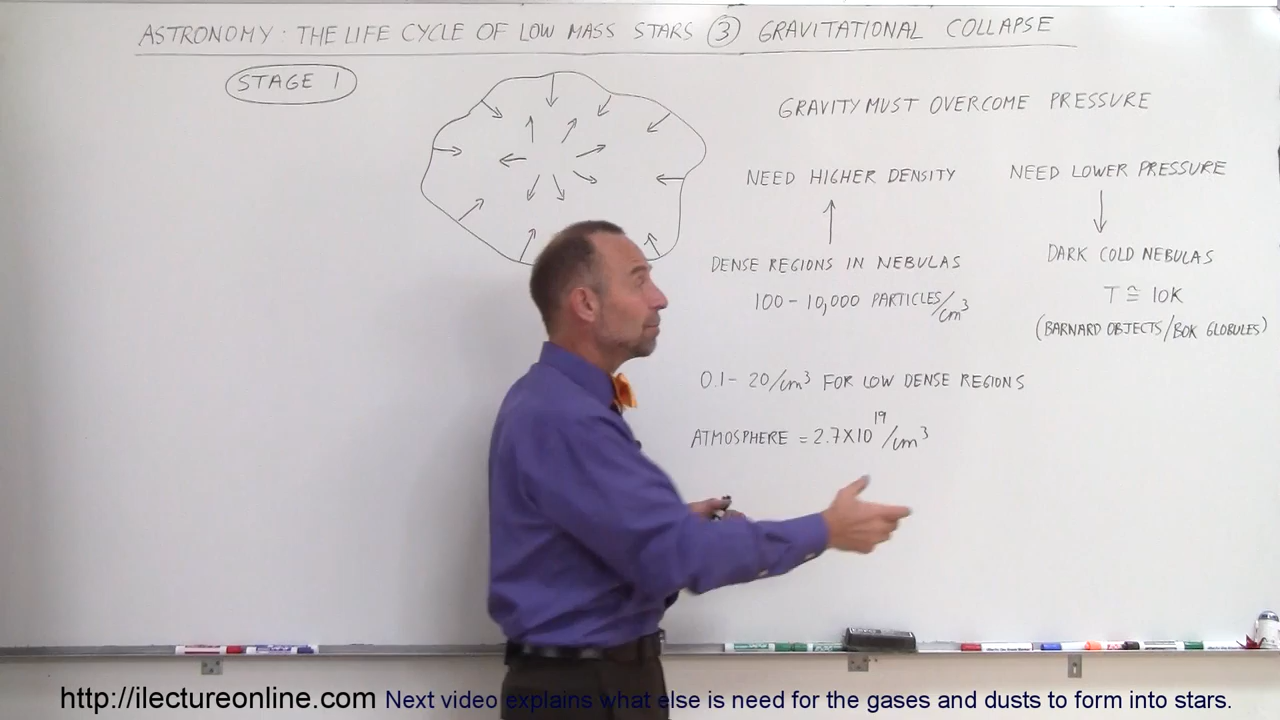 ASTRONOMY: THE LIFE CYCLE OF LOW MASS STARS ③ GRAVITATIONAL COLLAPSE
STAGE 1
GRAVITY MUST OVERCOME PRESSURE
NEED HIGHER DENSITY
NEED LOWER PRESSURE
DENSE REGIONS IN NEBULAS
100 - 10,000 PARTICLES/cm³
DARK COLD NEBULAS
T ≅ 10K
(BARNARD OBJECTS/BOK GLOBULES)
0.1 - 20/cm³ FOR LOW DENSE REGIONS
ATMOSPHERE = 2.7X10¹⁹/cm³
http://ilectureonline.com Next video explains what else is need for the gases and dusts to form into stars.